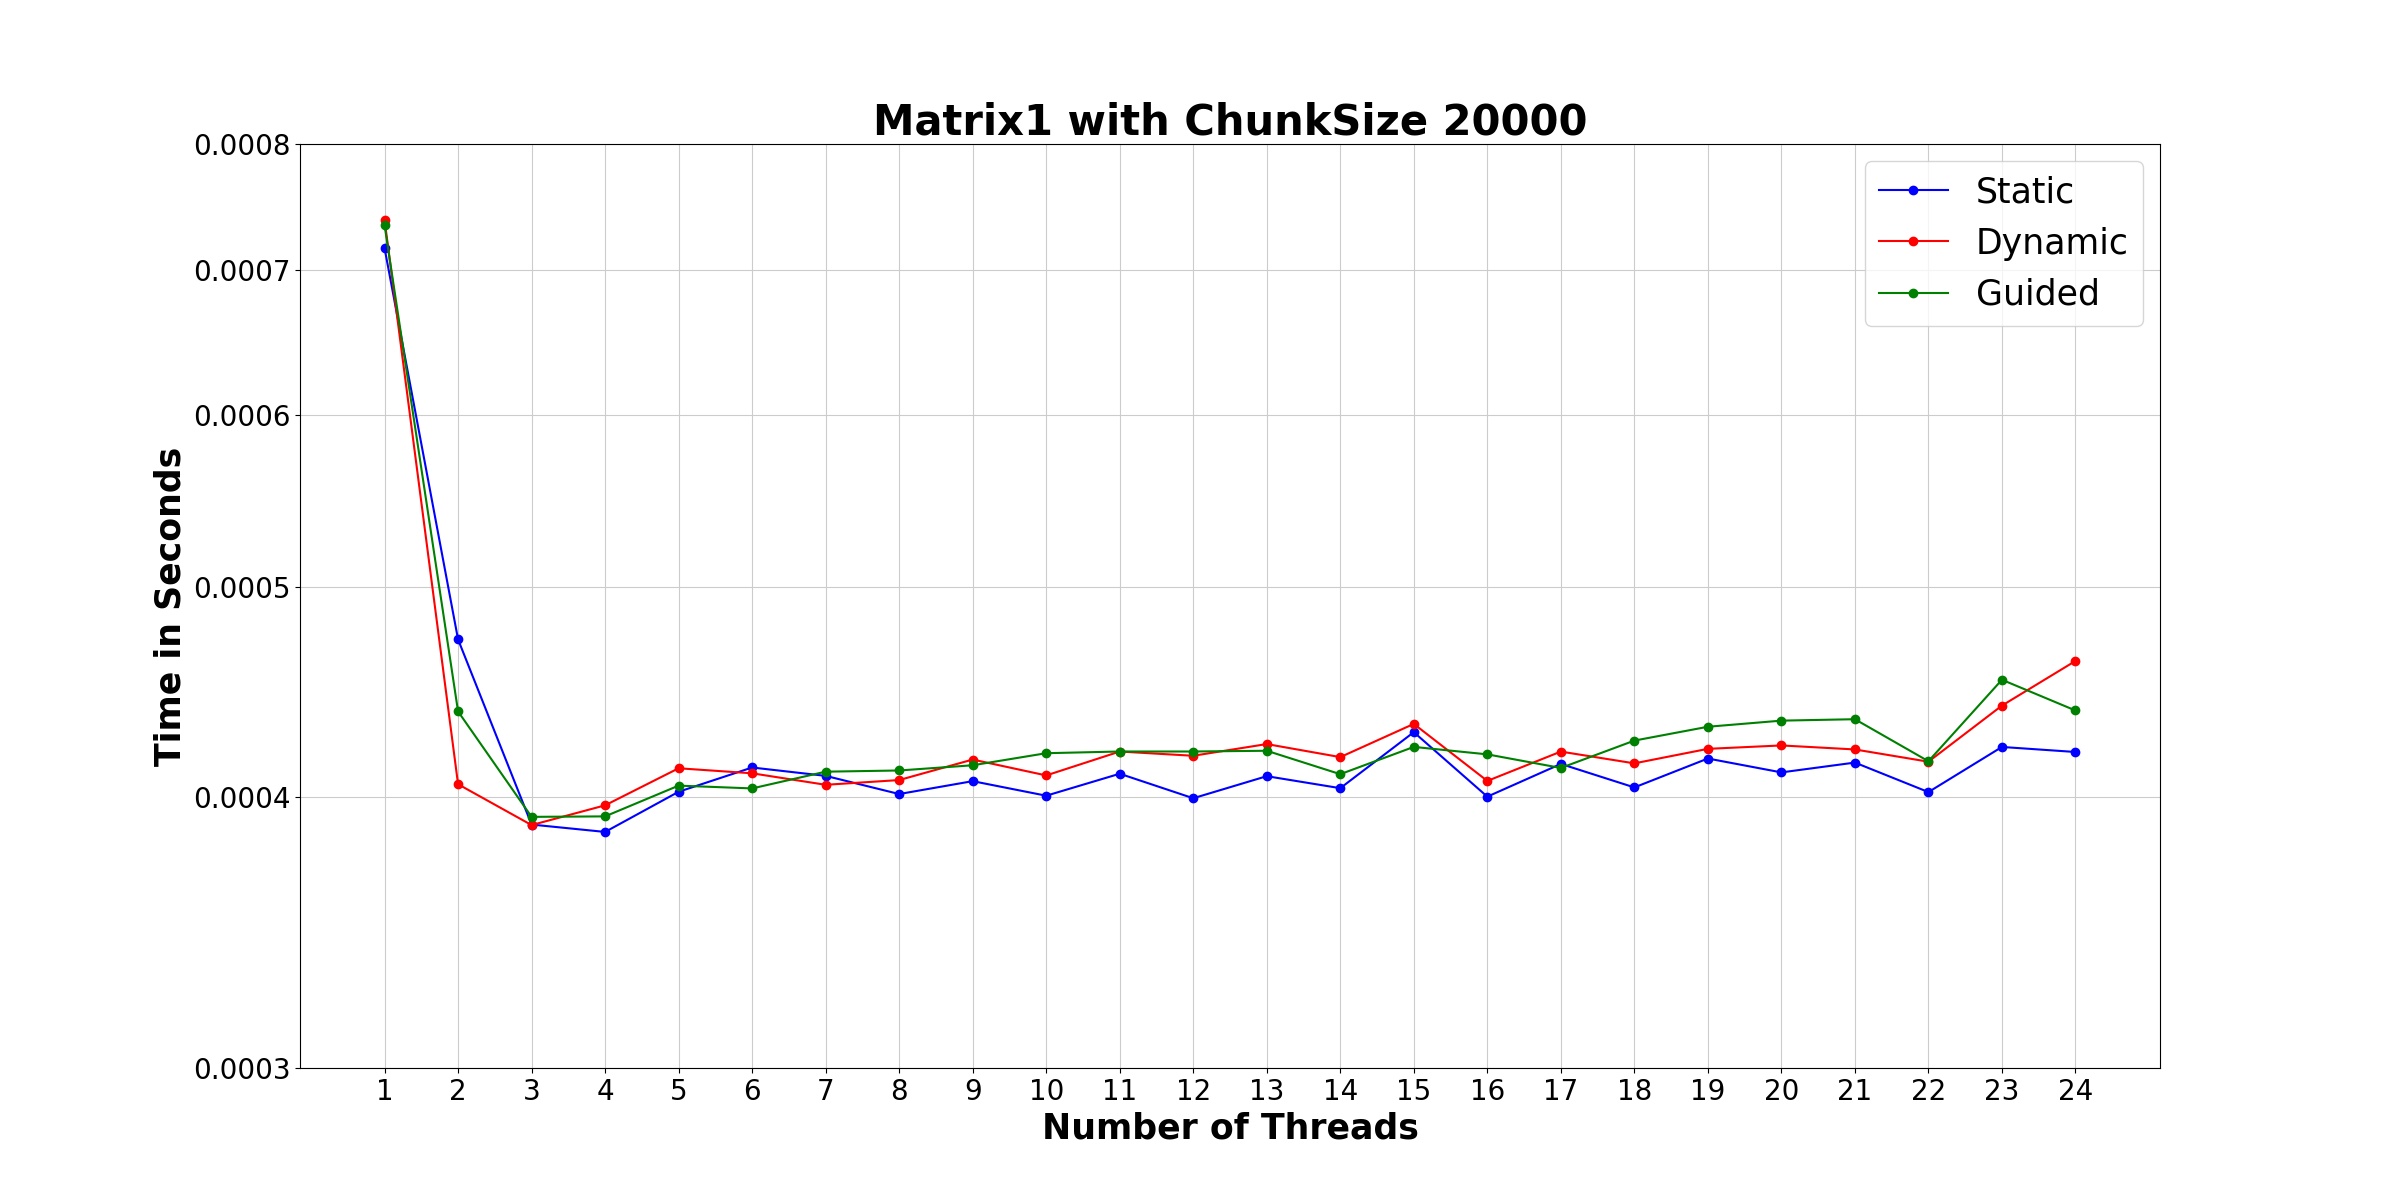 Matrix1 with ChunkSize 20000
0.0008
0.0007
0.0006
0.0005
0.0004
0.0003
Time in Seconds
Static
Dynamic
Guided
1 2 3 4 5 6 7 8 9 10 11 12 13 14 15 16 17 18 19 20 21 22 23 24
Number of Threads